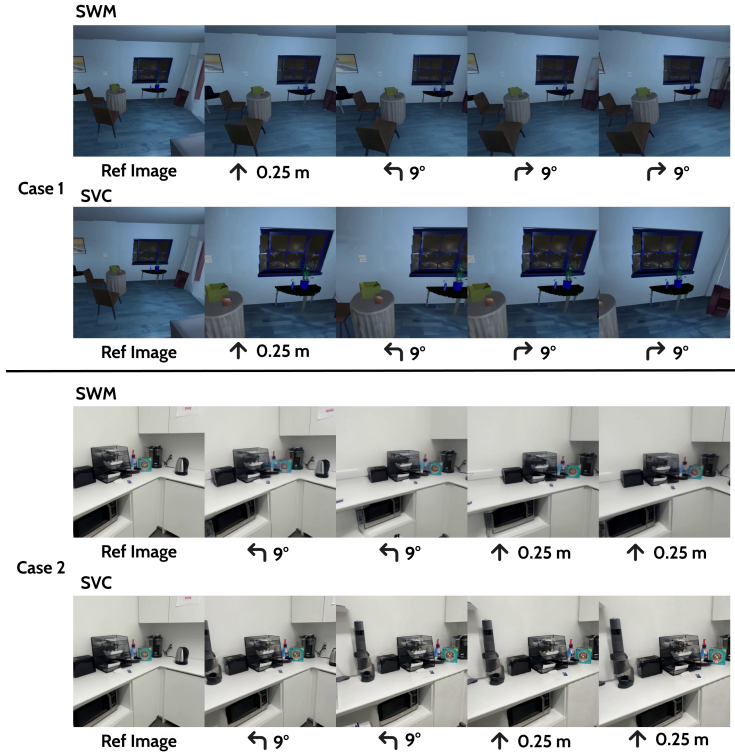 SWM
Ref Image ↑ 0.25 m ↰ 9° ↱ 9° ↱ 9°
Case 1
SVC
Ref Image ↑ 0.25 m ↰ 9° ↱ 9° ↱ 9°
SWM
Ref Image ↰ 9° ↰ 9° ↑ 0.25 m ↑ 0.25 m
Case 2
SVC
Ref Image ↰ 9° ↰ 9° ↑ 0.25 m ↑ 0.25 m